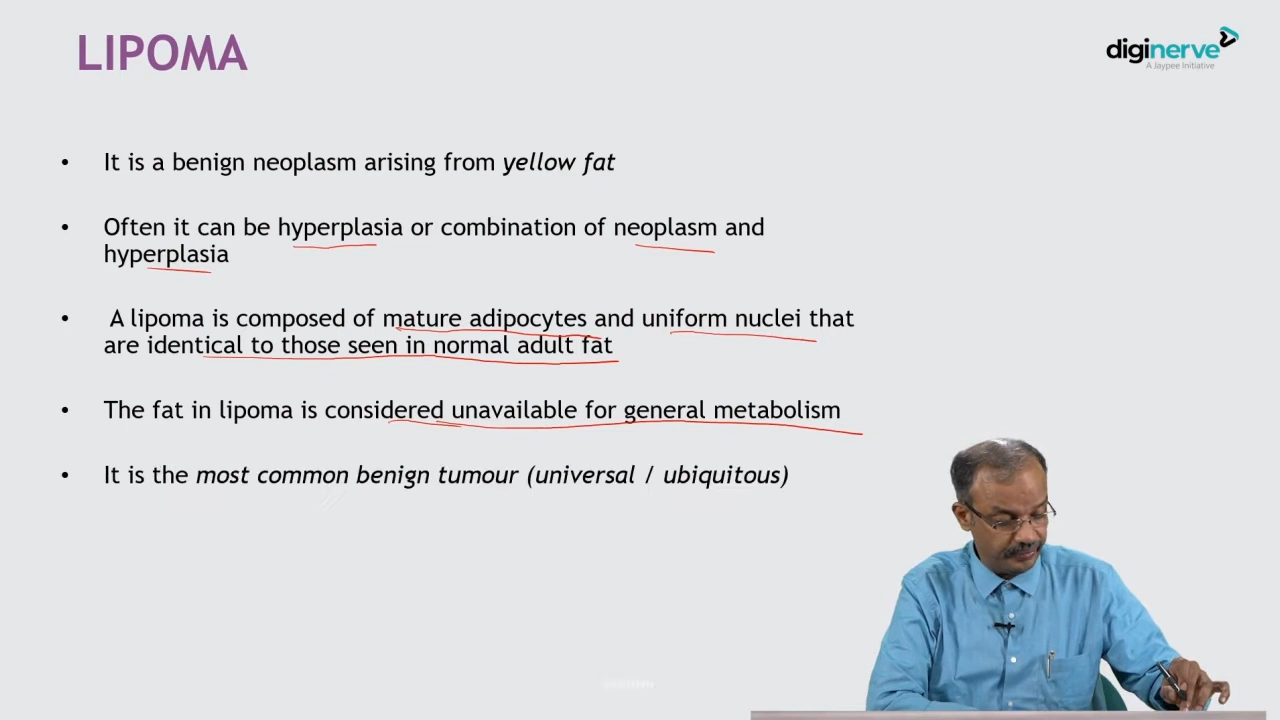 LIPOMA
diginerve
A Jaypee Initiative
• It is a benign neoplasm arising from yellow fat
• Often it can be hyperplasia or combination of neoplasm and
hyperplasia
• A lipoma is composed of mature adipocytes and uniform nuclei that
are identical to those seen in normal adult fat
• The fat in lipoma is considered unavailable for general metabolism
• It is the most common benign tumour (universal / ubiquitous)